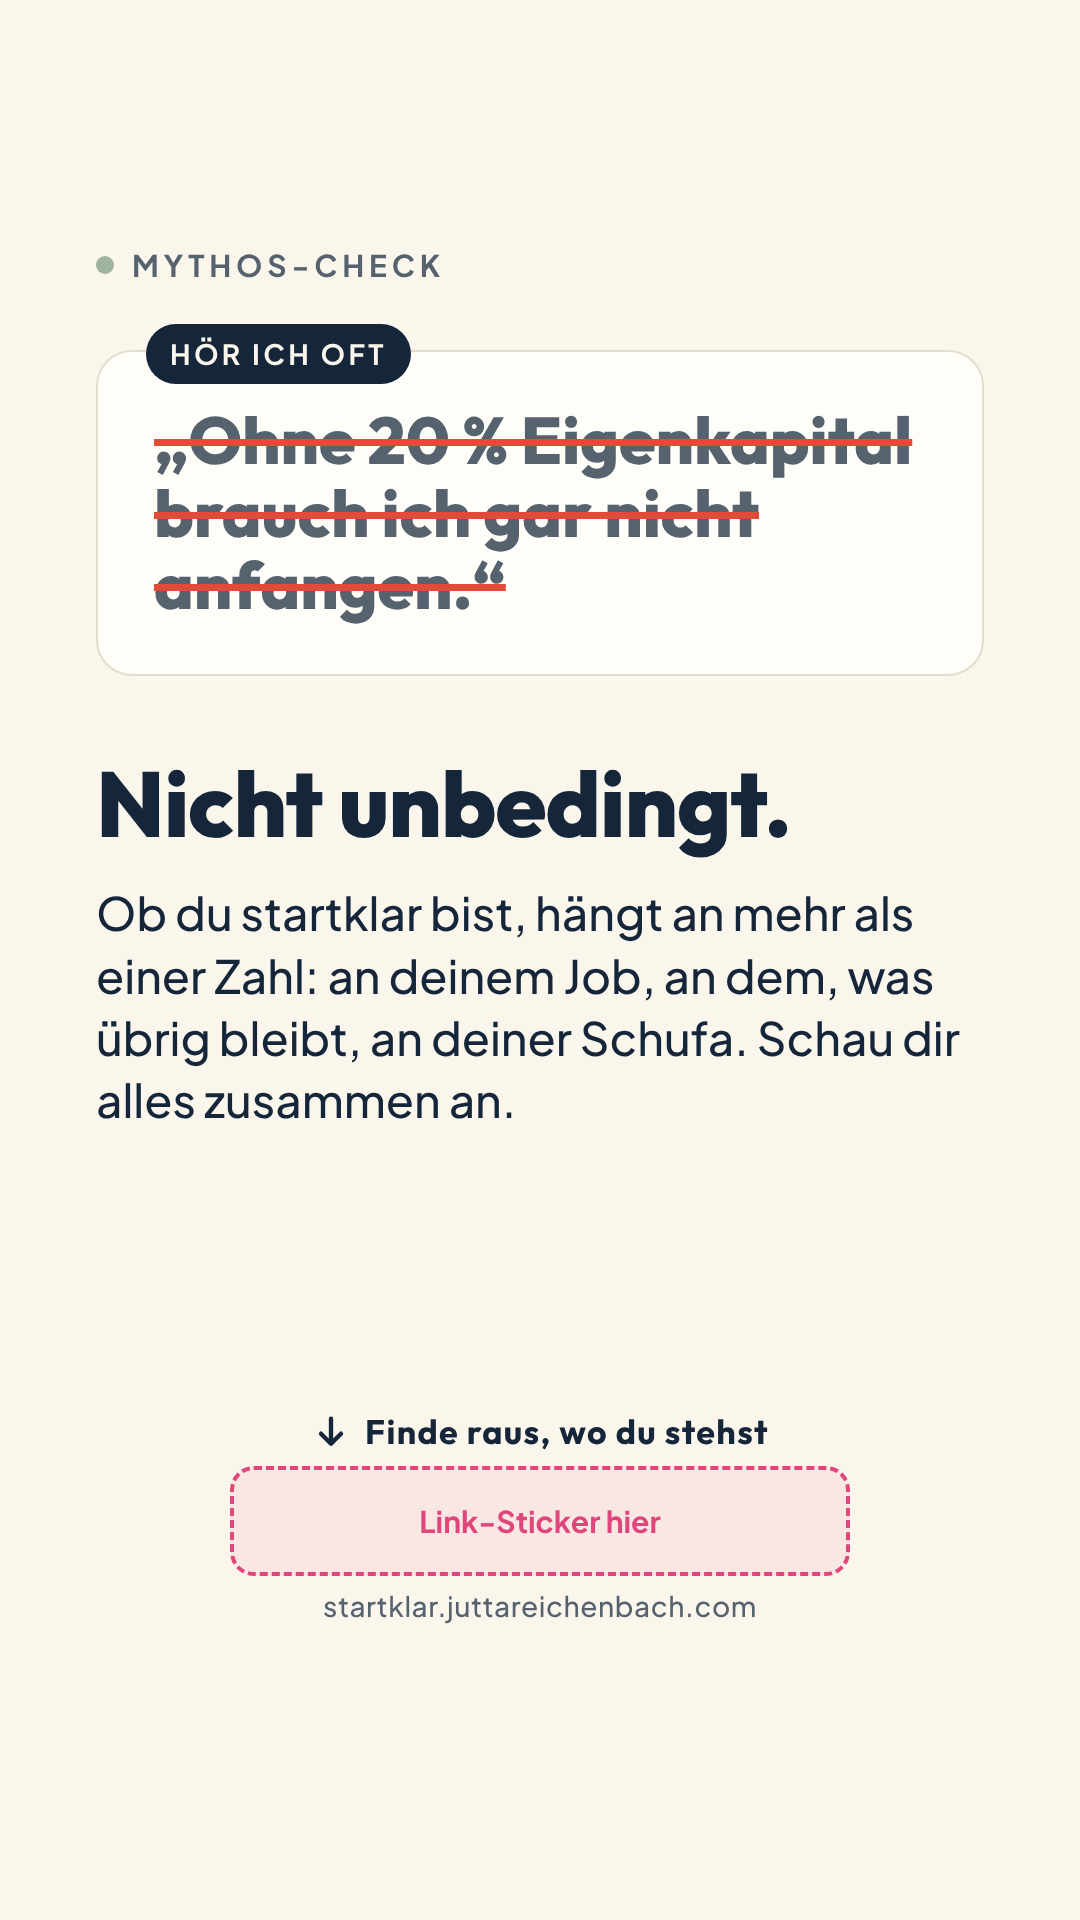 MYTHOS-CHECK
HÖR ICH OFT
„Ohne 20 % Eigenkapital
brauch ich gar nicht
anfangen.“
Nicht unbedingt.
Ob du startklar bist, hängt an mehr als
einer Zahl: an deinem Job, an dem, was
übrig bleibt, an deiner Schufa. Schau dir
alles zusammen an.
↓ Finde raus, wo du stehst
Link-Sticker hier
startklar.juttareichenbach.com